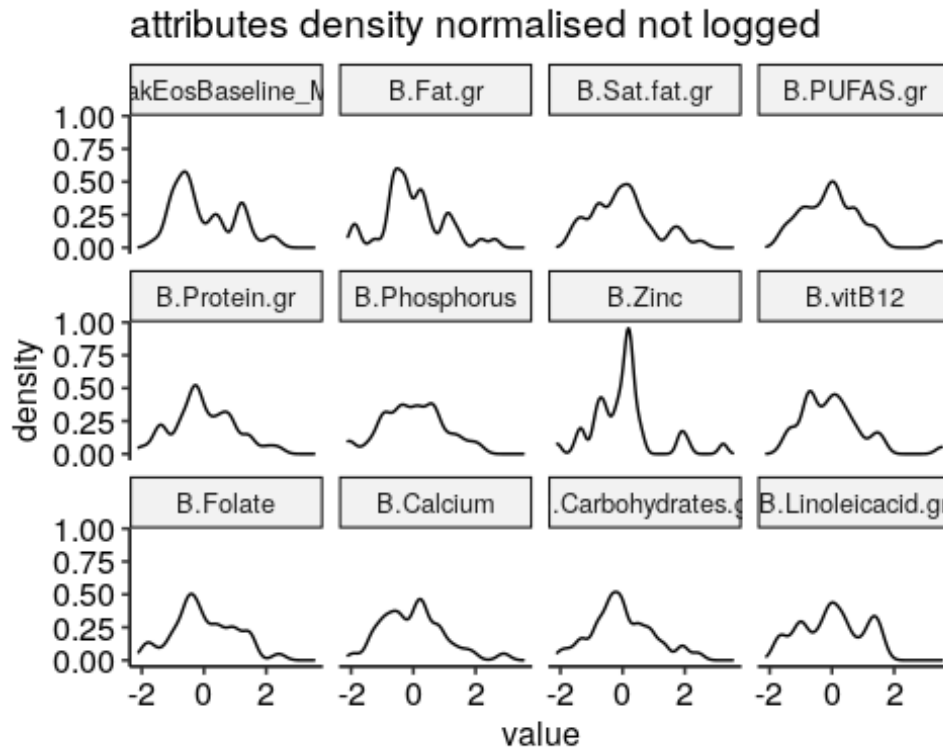 attributes density normalised not logged
akEosBaseline_M B.Fat.gr B.Sat.fat.gr B.PUFAS.gr
1.00
0.75
0.50
0.25
0.00
B.Protein.gr B.Phosphorus B.Zinc B.vitB12
1.00
0.75
0.50
0.25
0.00
density
B.Folate B.Calcium .Carbohydrates.g B.Linoleicacid.gr
1.00
0.75
0.50
0.25
0.00
-2 0 2 -2 0 2 -2 0 2 -2 0 2
value